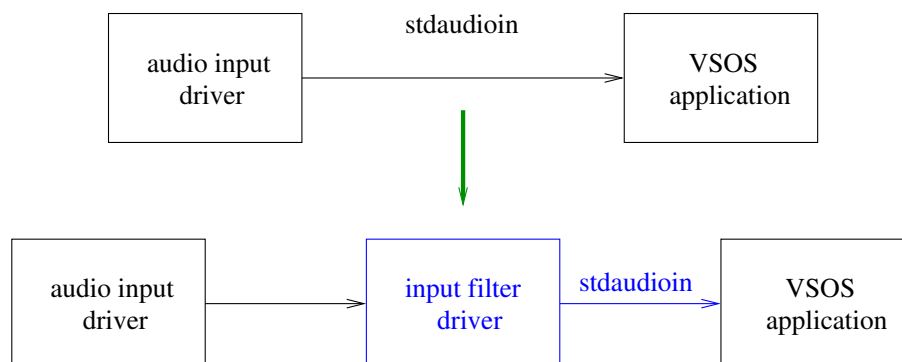 stdaudioin
audio input
driver
VSOS
application
audio input
driver
input filter
driver
stdaudioin
VSOS
application